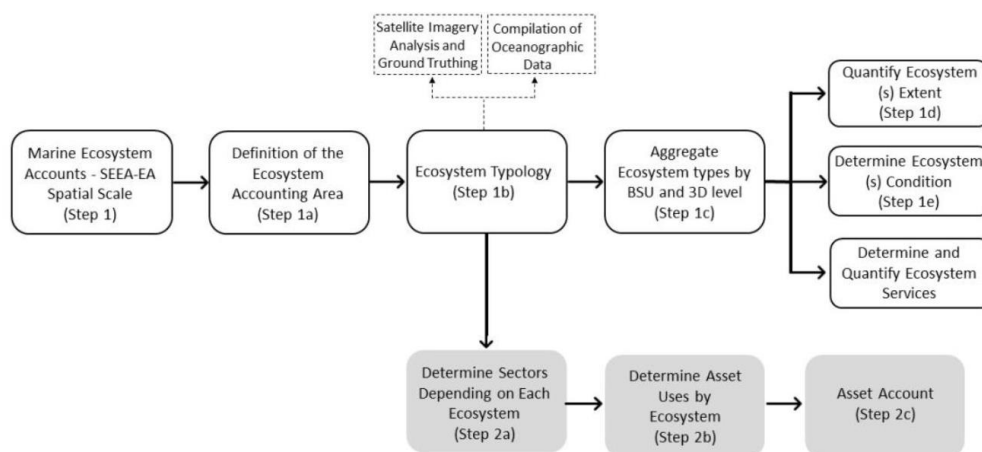 Satellite Imagery
Analysis and
Ground Truthing
Compilation of
Oceanographic
Data
Marine Ecosystem
Accounts - SEEA-EA
Spatial Scale
(Step 1)
Definition of the
Ecosystem
Accounting Area
(Step 1a)
Ecosystem Typology
(Step 1b)
Aggregate
Ecosystem types by
BSU and 3D level
(Step 1c)
Quantify Ecosystem
(s) Extent
(Step 1d)
Determine Ecosystem
(s) Condition
(Step 1e)
Determine and
Quantify Ecosystem
Services
Determine Sectors
Depending on Each
Ecosystem
(Step 2a)
Determine Asset
Uses by
Ecosystem
(Step 2b)
Asset Account
(Step 2c)